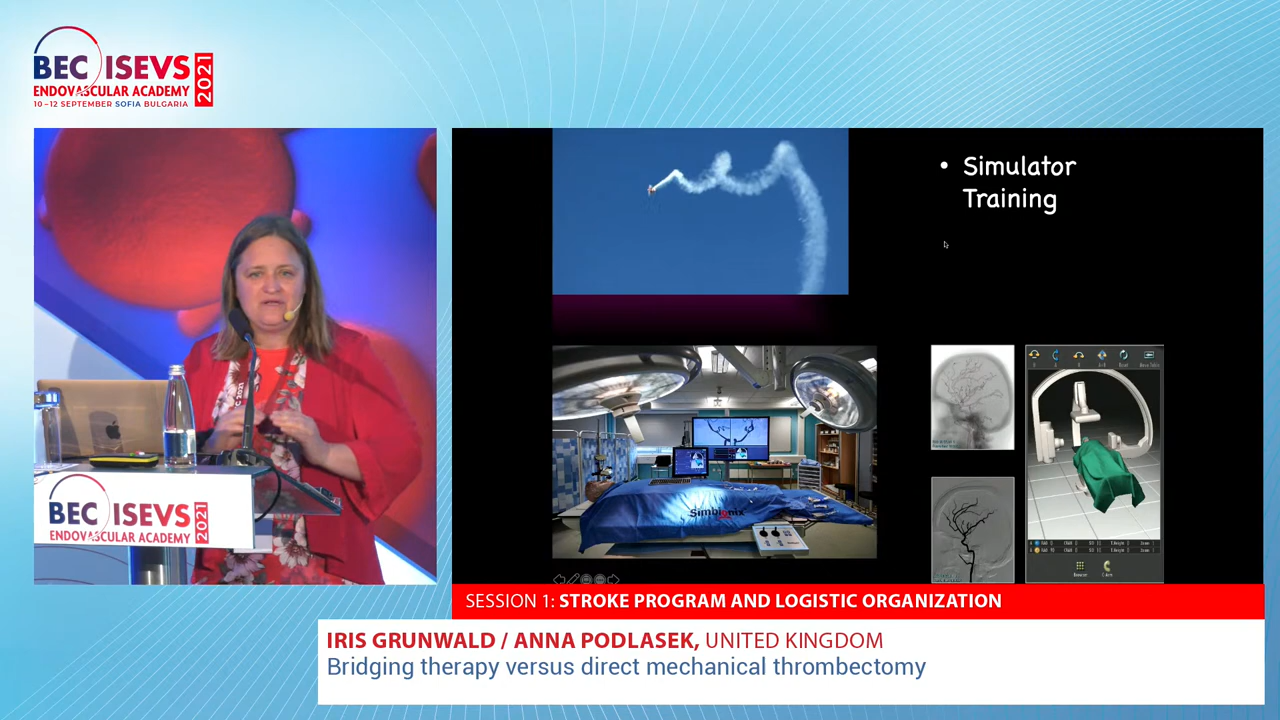 BEC ISEVS 2021
ENDOVASCULAR ACADEMY
10–12 SEPTEMBER SOFIA BULGARIA
BEC ISEVS 2021
ENDOVASCULAR ACADEMY
• Simulator
Training
Simbionix
SESSION 1: STROKE PROGRAM AND LOGISTIC ORGANIZATION
IRIS GRUNWALD / ANNA PODLASEK, UNITED KINGDOM
Bridging therapy versus direct mechanical thrombectomy